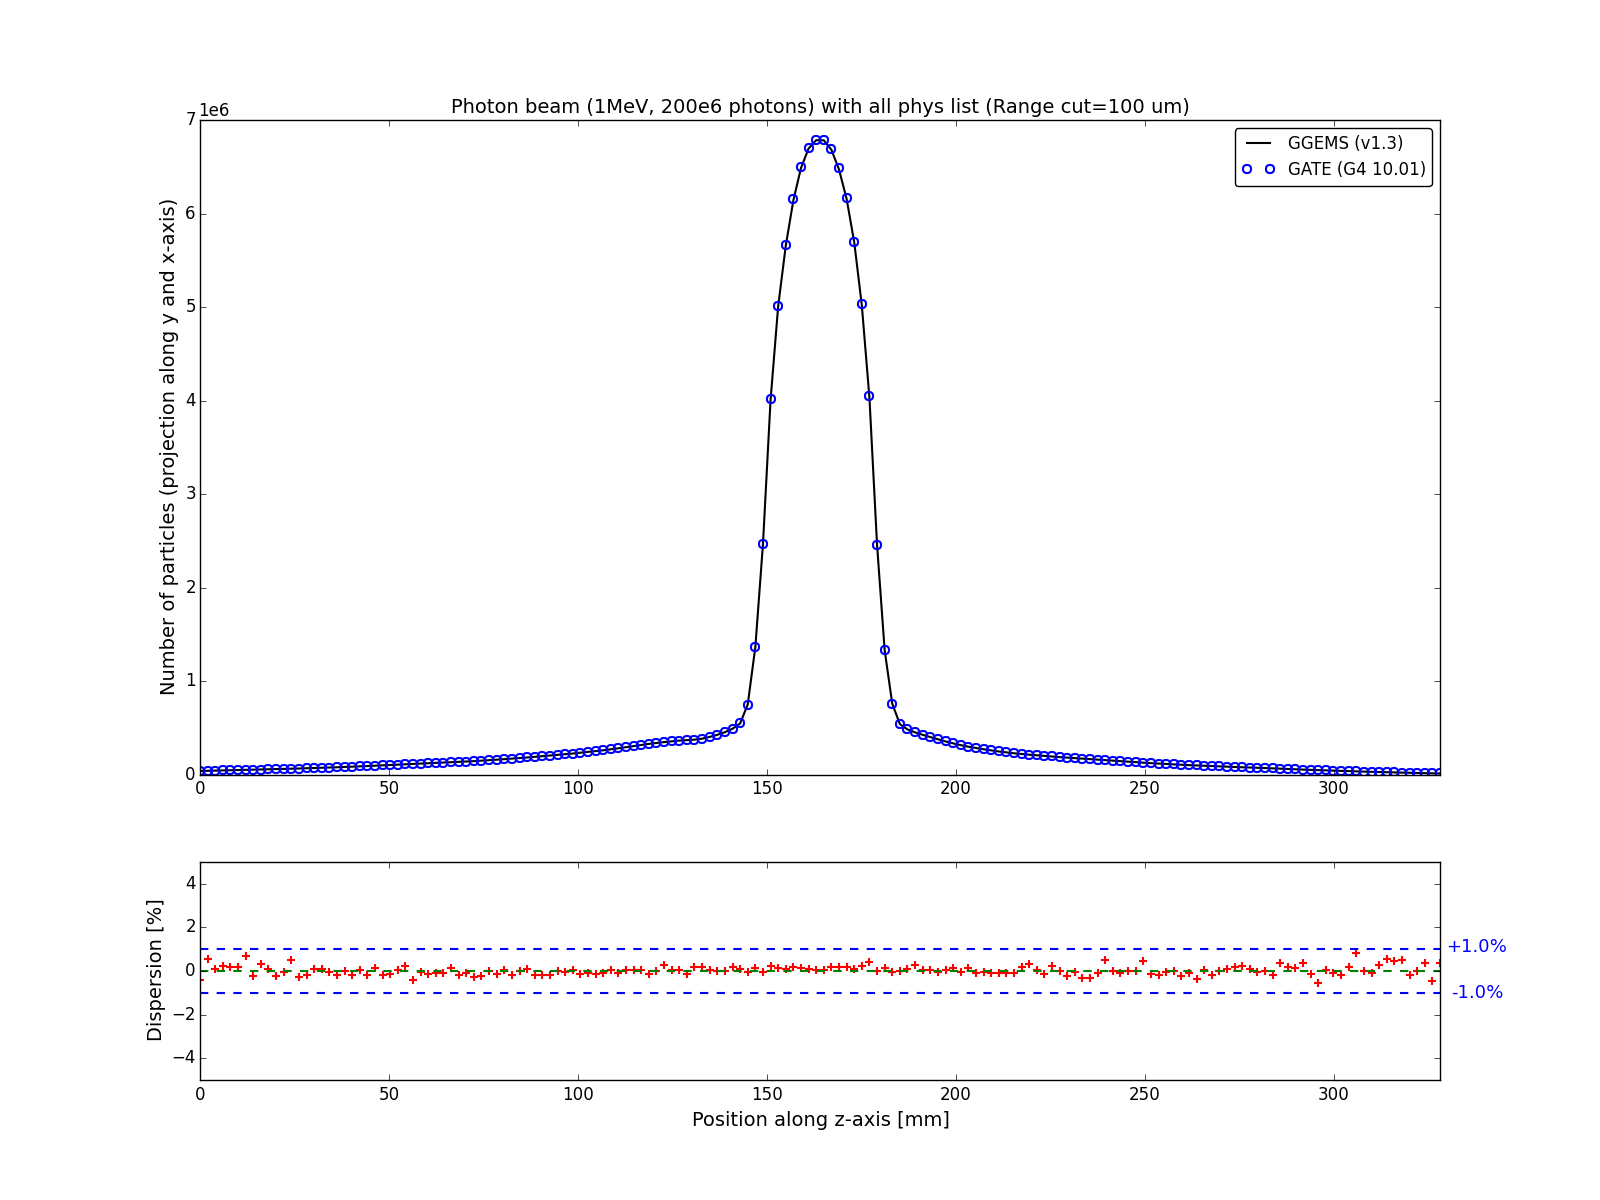 Photon beam (1MeV, 200e6 photons) with all phys list (Range cut=100 um)
1e6
GGEMS (v1.3)
GATE (G4 10.01)
Number of particles (projection along y and x-axis)
7
6
5
4
3
2
1
0
0 50 100 150 200 250 300
Dispersion [%]
4
2
0
−2
−4
+1.0%
-1.0%
0 50 100 150 200 250 300
Position along z-axis [mm]